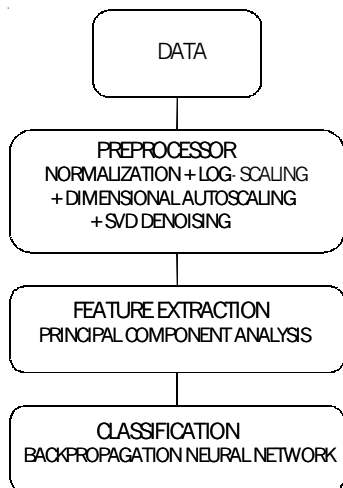 DATA
PREPROCESSOR
NORMALIZATION + LOG- SCALING
+ DIMENSIONAL AUTOSCALING
+ SVD DENOISING
FEATURE EXTRACTION
PRINCIPAL COMPONENT ANALYSIS
CLASSIFICATION
BACKPROPAGATION NEURAL NETWORK